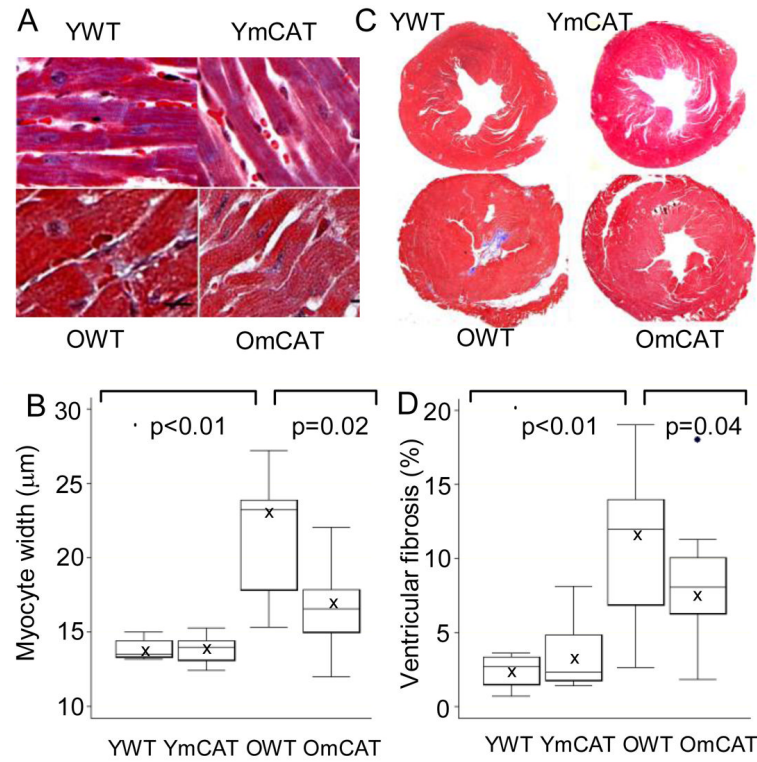 A
YWT YmCAT
OWT OmCAT
C
YWT YmCAT
OWT OmCAT
B
Myocyte width (μm)
30
25
20
15
10
p<0.01 p=0.02
YWT YmCAT OWT OmCAT
D
Ventricular fibrosis (%)
20
15
10
5
0
p<0.01 p=0.04
YWT YmCAT OWT OmCAT